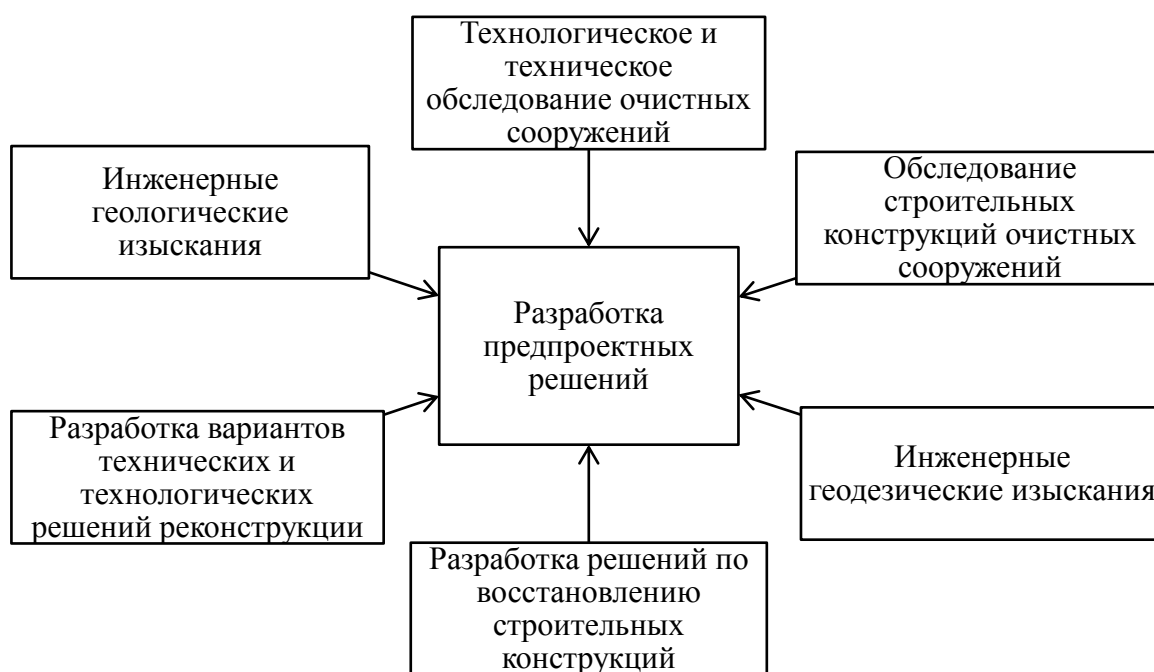 Технологическое и
техническое
обследование очистных
сооружений
Инженерные
геологические
изыскания
Обследование
строительных
конструкций очистных
сооружений
Разработка
предпроектных
решений
Разработка вариантов
технических и
технологических
решений реконструкции
Инженерные
геодезические изыскания
Разработка решений по
восстановлению
строительных
конструкций